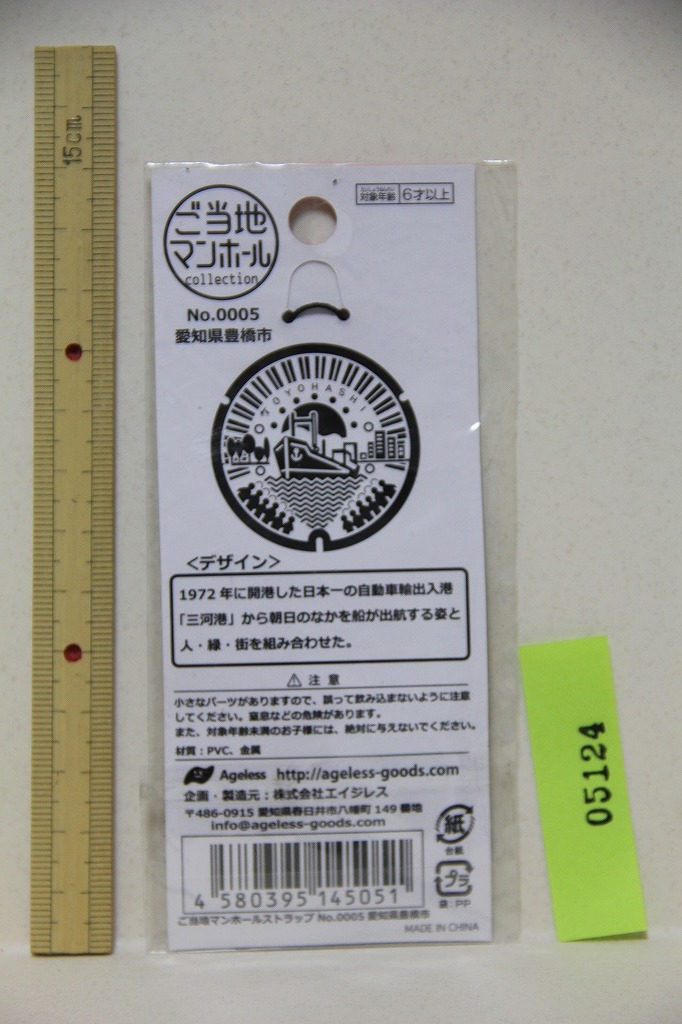 15cm
ご当地
マンホール
collection
対象年齢 6才以上
No.0005
愛知県豊橋市
TOYOHASHI
<デザイン>
1972年に開港した日本一の自動車輸出入港
「三河港」から朝日のなかを船が出航する姿と
人・緑・街を組み合わせた。
⚠ 注意
小さなパーツがありますので、誤って飲み込まないように注意
してください。窒息などの危険があります。
また、対象年齢未満のお子様には、絶対に与えないでください。
材質:PVC、金属
Ageless http://ageless-goods.com
企画・製造元:株式会社エイジレス
〒486-0915 愛知県春日井市八幡町149番地
info@ageless-goods.com
紙
台紙
プラ
袋:PP
4 580395 145051
ご当地マンホールストラップ No.0005 愛知県豊橋市
MADE IN CHINA
05124